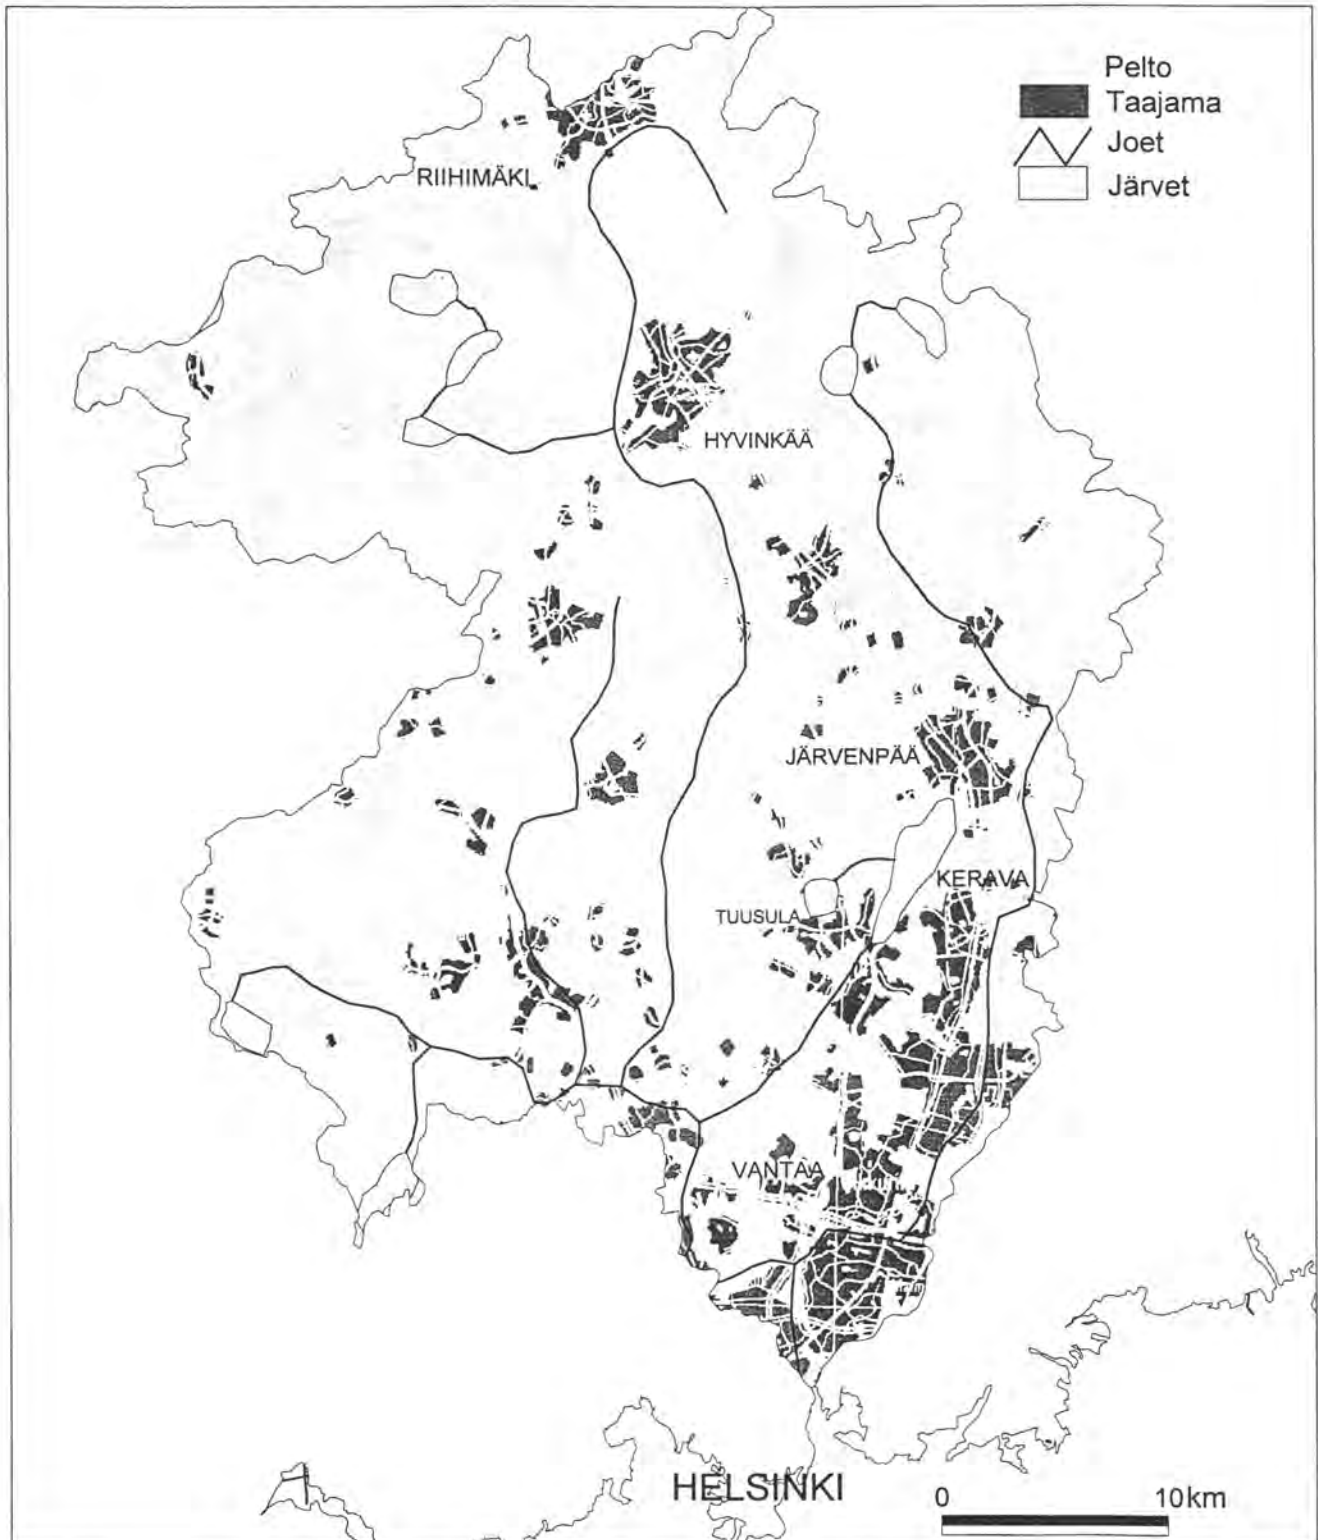 Pelto
Taajama
Joet
Järvet
RIIHIMÄKI
HYVINKÄÄ
JÄRVENPÄÄ
KERAVA
TUUSULA
VANTAA
HELSINKI
0 10km